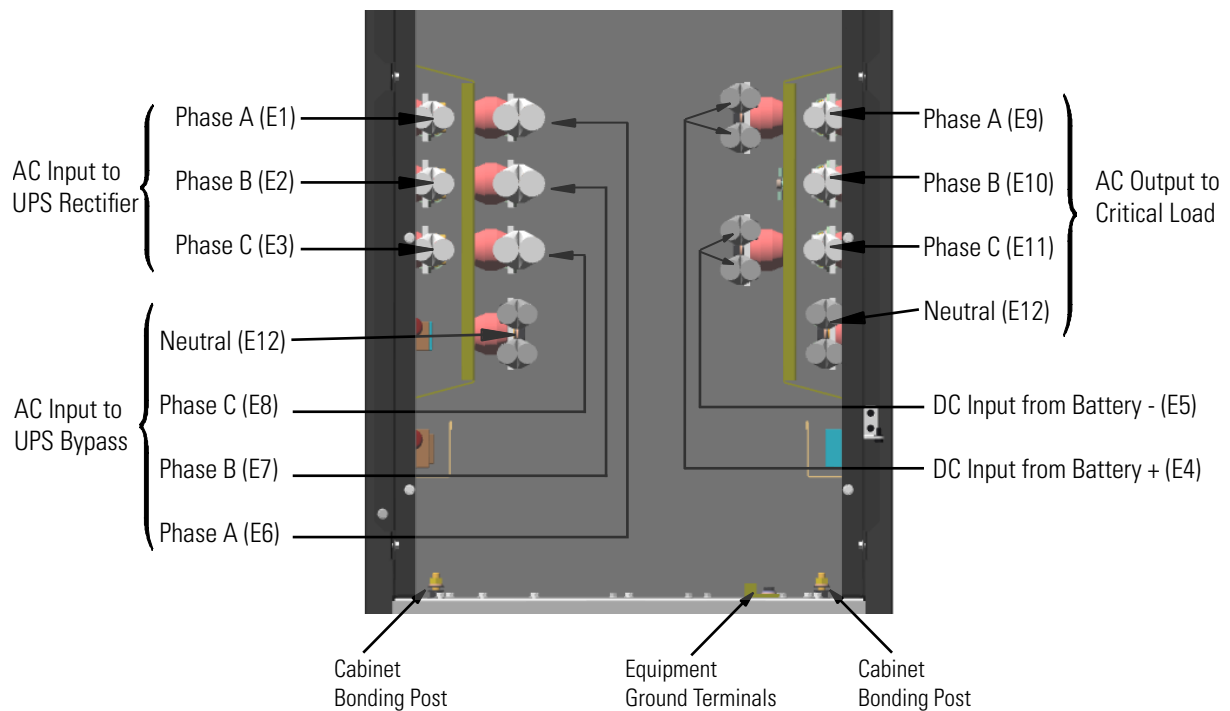 AC Input to
UPS Rectifier
Phase A (E1)
Phase B (E2)
Phase C (E3)
AC Input to
UPS Bypass
Neutral (E12)
Phase C (E8)
Phase B (E7)
Phase A (E6)
Phase A (E9)
Phase B (E10)
Phase C (E11)
Neutral (E12)
AC Output to
Critical Load
DC Input from Battery - (E5)
DC Input from Battery + (E4)
Cabinet
Bonding Post
Equipment
Ground Terminals
Cabinet
Bonding Post